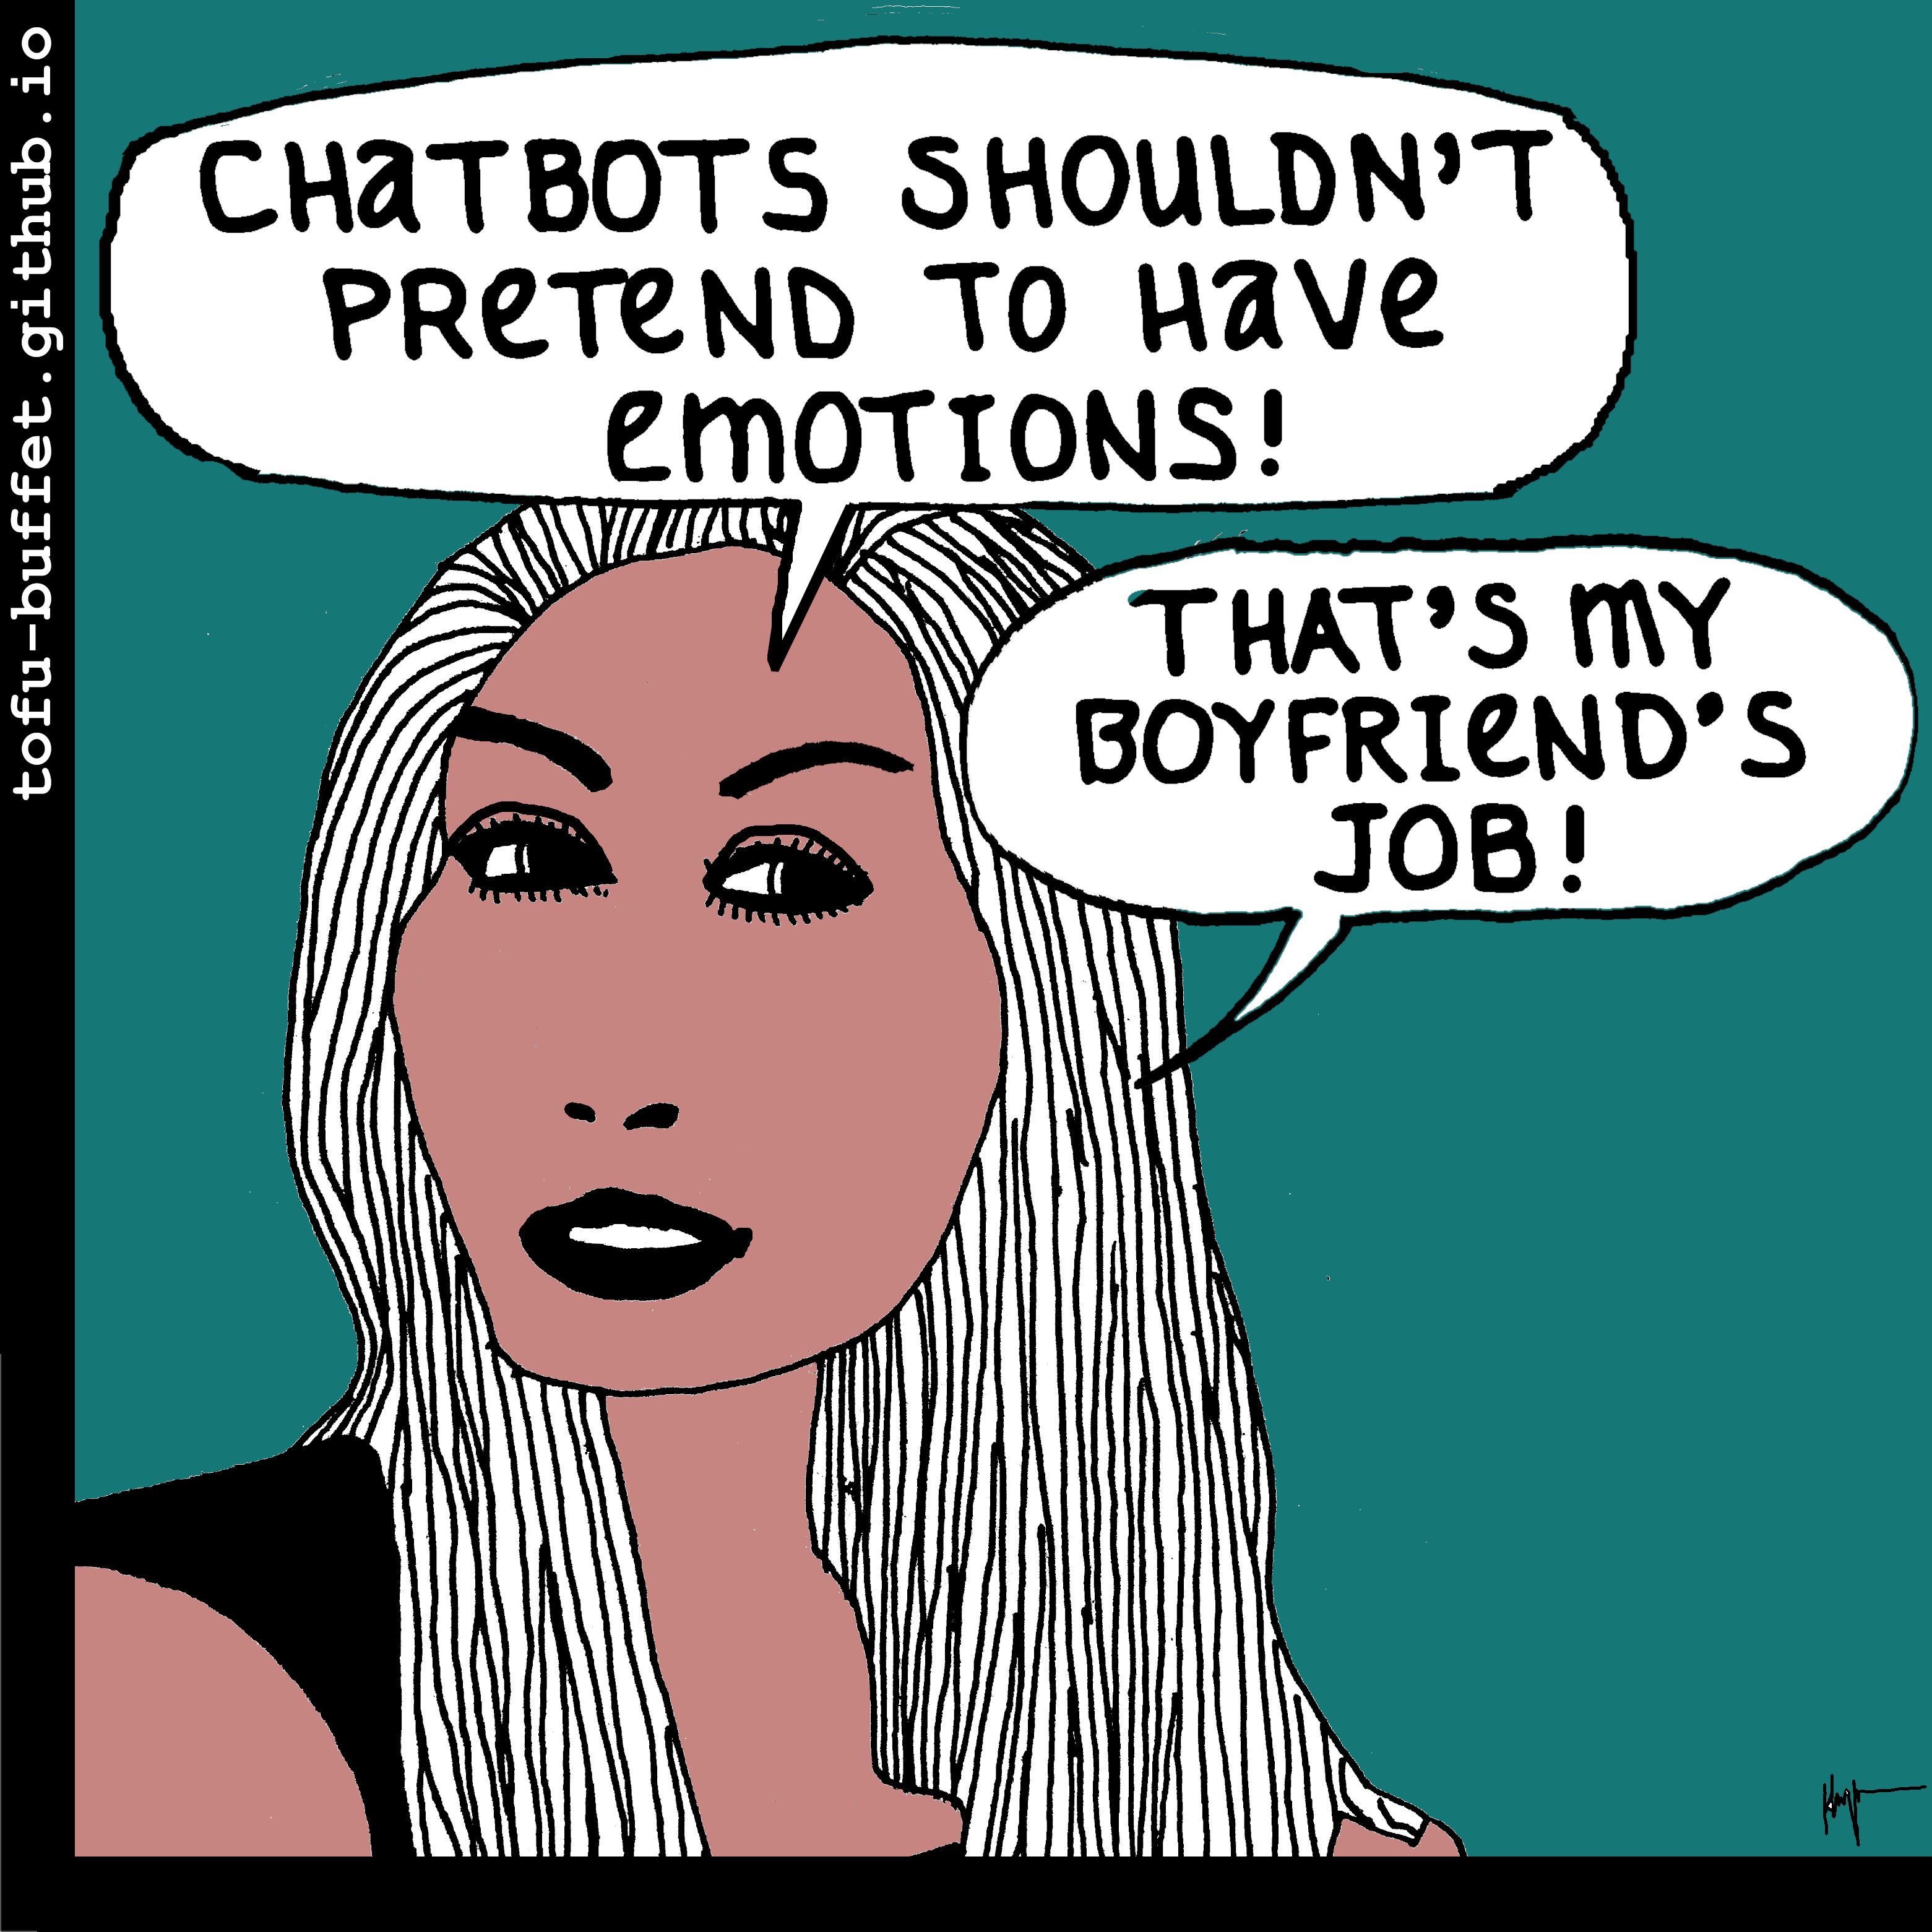 tofu-buffet.github.io
CHaTBOTS SHOULDN'T
PReTeND TO Have
emOTIONS!
THAT'S MY
BOYFRIeND'S
JOB!